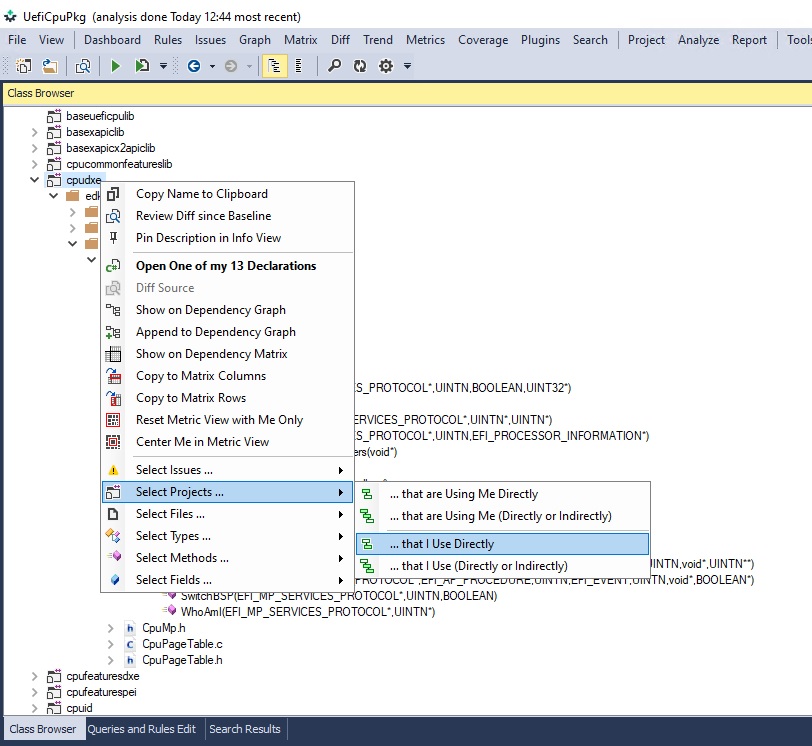 UefiCpuPkg (analysis done Today 12:44 most recent)
File View Dashboard Rules Issues Graph Matrix Diff Trend Metrics Coverage Plugins Search Project Analyze Report Tools
Class Browser
baseueficpulib
basexapiclib
basexapicx2apiclib
cpucommonfeatureslib
cpudxe
edk
Copy Name to Clipboard
Review Diff since Baseline
Pin Description in Info View
Open One of my 13 Declarations
Diff Source
Show on Dependency Graph
Append to Dependency Graph
Show on Dependency Matrix
Copy to Matrix Columns
S_PROTOCOL*,UINTN,BOOLEAN,UINT32*)
Copy to Matrix Rows
Reset Metric View with Me Only
ERVICES_PROTOCOL*,UINTN*,UINTN*)
Center Me in Metric View
S_PROTOCOL*,UINTN,EFI_PROCESSOR_INFORMATION*)
ers(void*)
Select Issues ...
Select Projects ...
... that are Using Me Directly
Select Files ...
... that are Using Me (Directly or Indirectly)
Select Types ...
... that I Use Directly
Select Methods ...
... that I Use (Directly or Indirectly)
UINTN,void*,UINTN**)
Select Fields ...
S_PROTOCOL*,EFI_AP_PROCEDURE,UINTN,EFI_EVENT,UINTN,void*,BOOLEAN*)
SwitchBSP(EFI_MP_SERVICES_PROTOCOL*,UINTN,BOOLEAN)
WhoAmI(EFI_MP_SERVICES_PROTOCOL*,UINTN*)
CpuMp.h
CpuPageTable.c
CpuPageTable.h
cpufeaturesdxe
cpufeaturespei
cpuid
Class Browser Queries and Rules Edit Search Results